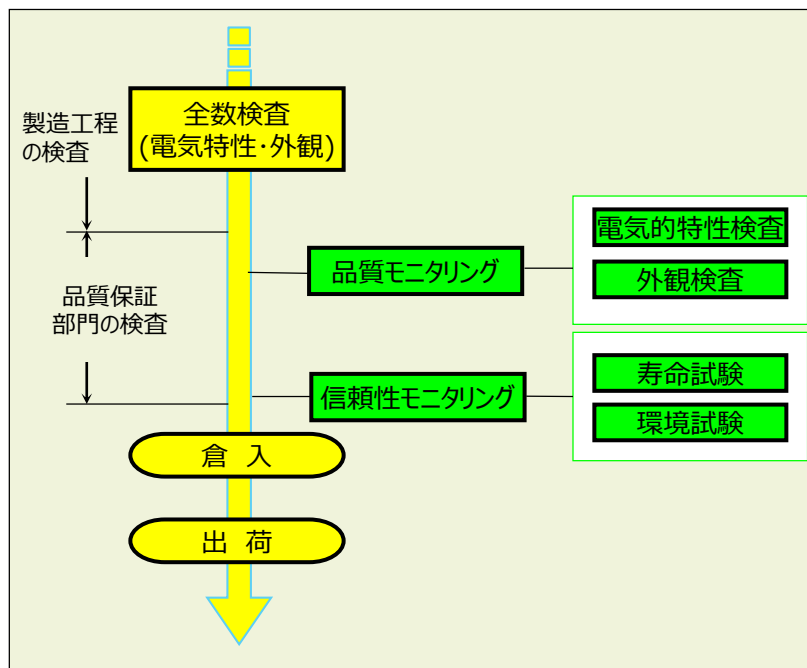 全数検査
(電気特性･外観)
製造工程
の検査
電気的特性検査
品質モニタリング
外観検査
品質保証
部門の検査
寿命試験
信頼性モニタリング
環境試験
倉 入
出 荷